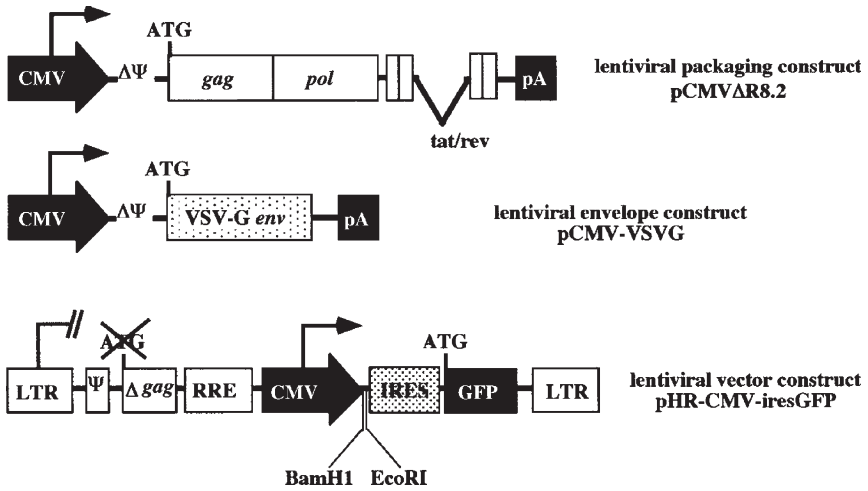 ATG
CMV ΔΨ gag pol pA
tat/rev
lentiviral packaging construct
pCMVΔR8.2
ATG
CMV ΔΨ VSV-G env pA
lentiviral envelope construct
pCMV-VSVG
ATG ATG
LTR Ψ Δ gag RRE CMV IRES GFP LTR
BamH1 EcoRI
lentiviral vector construct
pHR-CMV-iresGFP